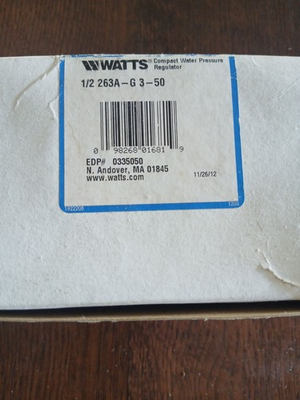 WATTS® Compact Water Pressure
Regulator
1/2 263A-G 3-50
0 98268 01681 9
EDP# 0335050
N. Andover, MA 01845
www.watts.com
11/26/12